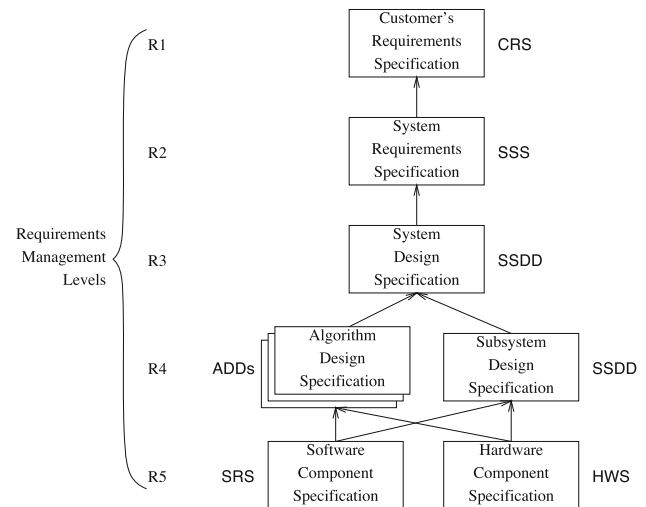 Customer's
R1
Requirements
CRS
Specification
System
R2
Requirements
SSS
Specification
System
Requirements
Management
Levels
R3
Design
SSDD
Specification
Algorithm
Subsystem
R4
ADDs
Design
Design
SSDD
Specification
Specification
Software
Hardware
R5
SRS
Component
Component
HWS
Specification
Specification